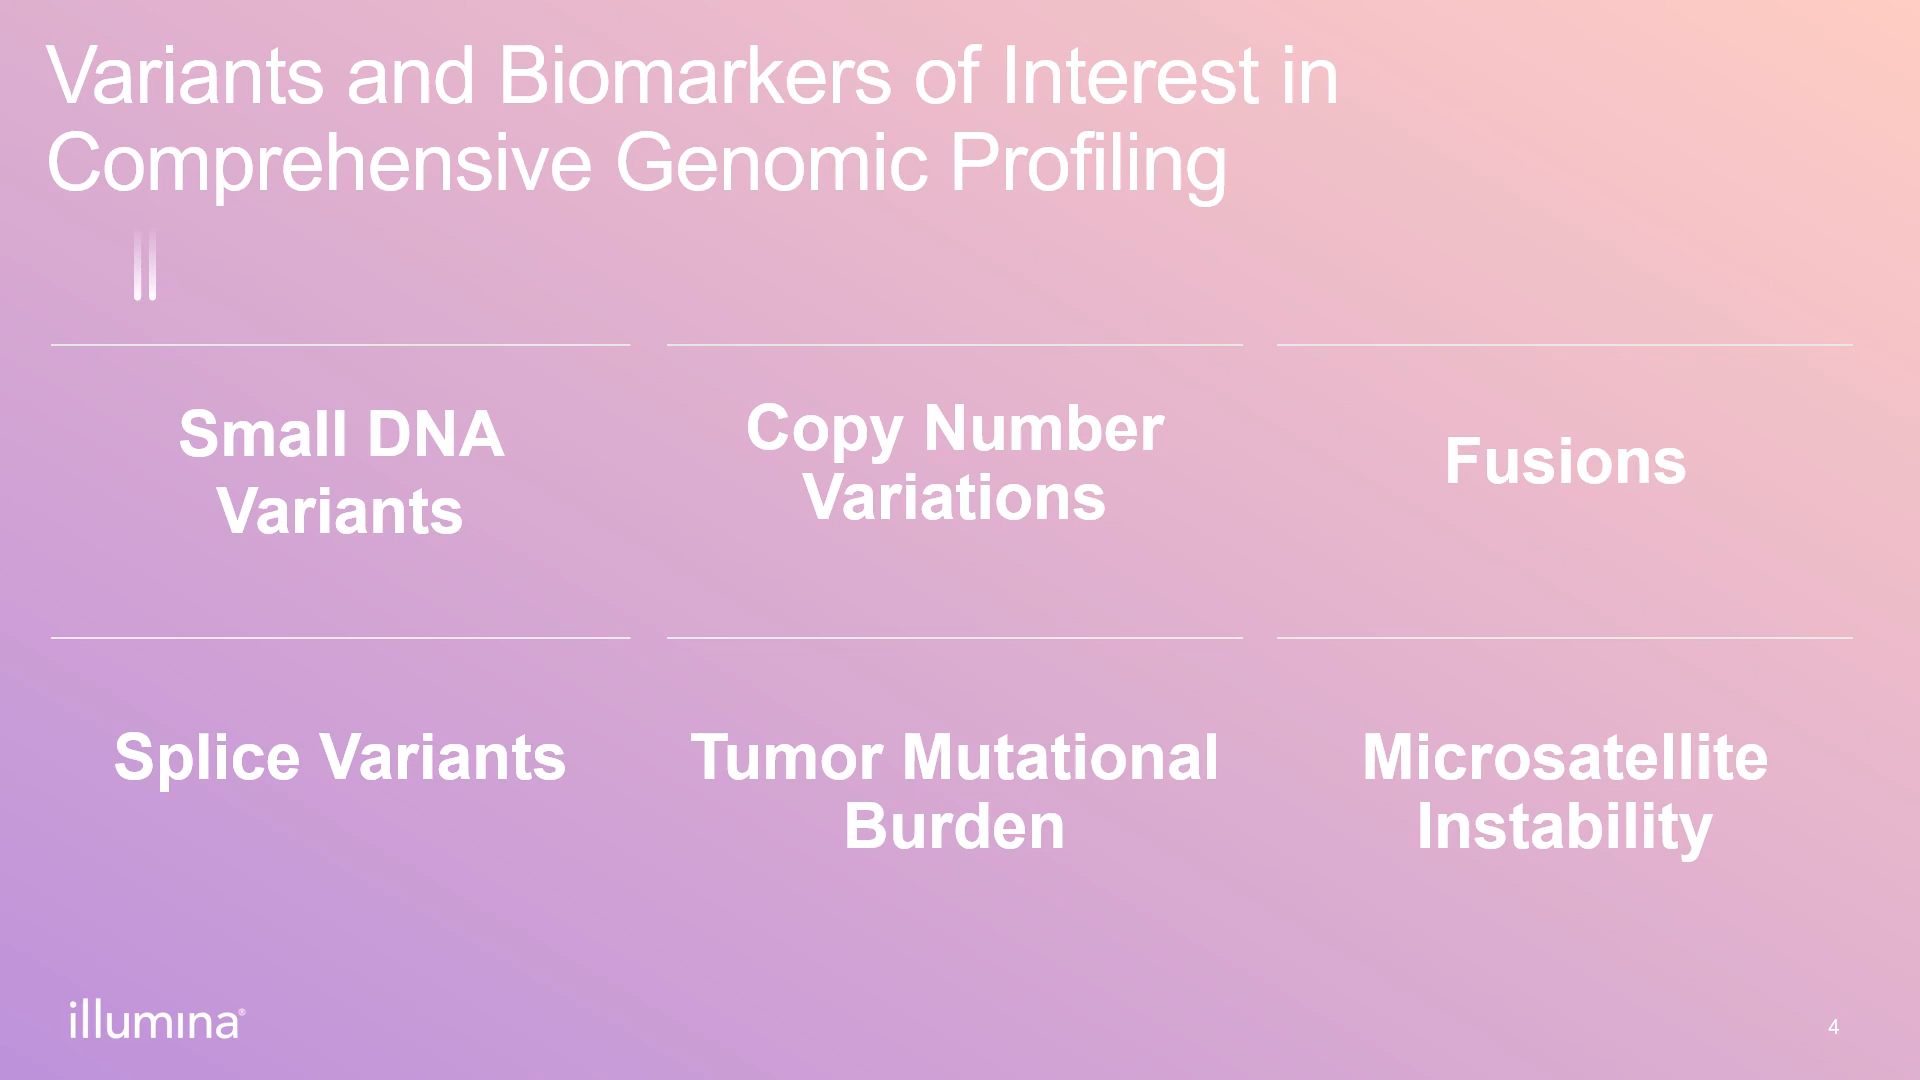 Variants and Biomarkers of Interest in
Comprehensive Genomic Profiling
Small DNA
Variants
Copy Number
Variations
Fusions
Splice Variants
Tumor Mutational
Burden
Microsatellite
Instability
illumına®
4